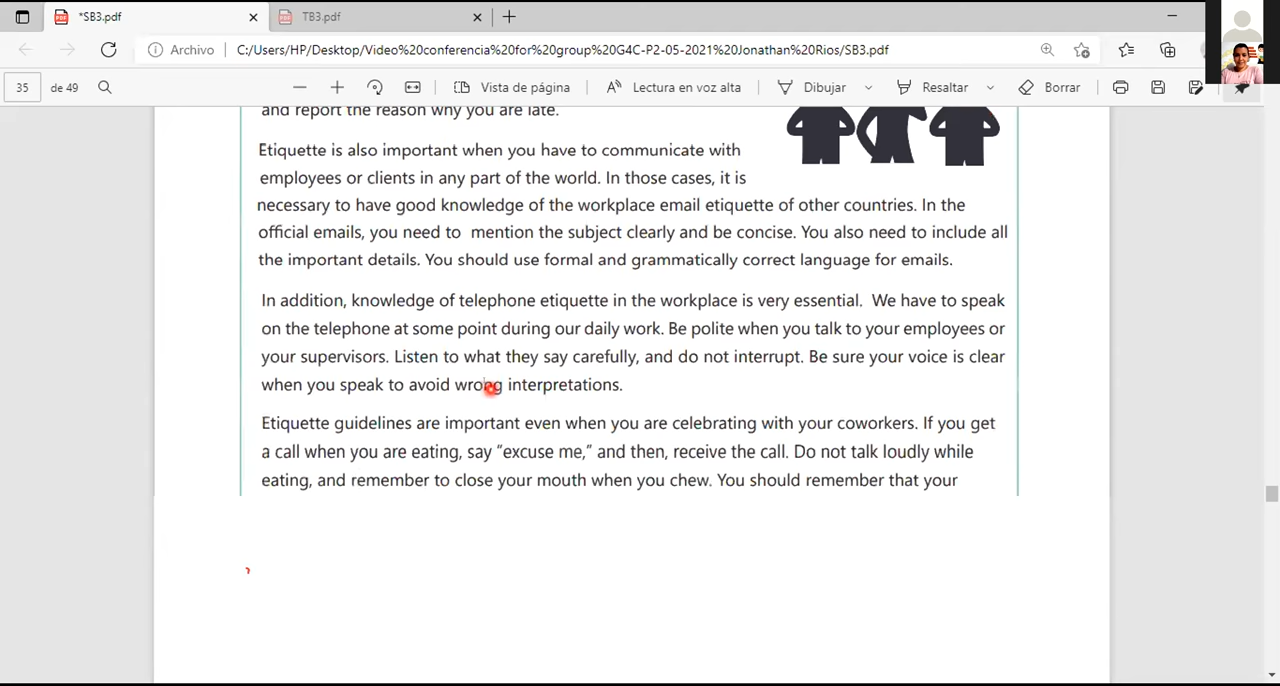 *SB3.pdf
TB3.pdf
Archivo
C:/Users/HP/Desktop/Video%20conferencia%20for%20group%20G4C-P2-05-2021%20Jonathan%20Rios/SB3.pdf
35
de 49
Vista de página
Lectura en voz alta
Dibujar
Resaltar
Borrar
and report the reason why you are late.
Etiquette is also important when you have to communicate with
employees or clients in any part of the world. In those cases, it is
necessary to have good knowledge of the workplace email etiquette of other countries. In the
official emails, you need to mention the subject clearly and be concise. You also need to include all
the important details. You should use formal and grammatically correct language for emails.
In addition, knowledge of telephone etiquette in the workplace is very essential. We have to speak
on the telephone at some point during our daily work. Be polite when you talk to your employees or
your supervisors. Listen to what they say carefully, and do not interrupt. Be sure your voice is clear
when you speak to avoid wrong interpretations.
Etiquette guidelines are important even when you are celebrating with your coworkers. If you get
a call when you are eating, say “excuse me,” and then, receive the call. Do not talk loudly while
eating, and remember to close your mouth when you chew. You should remember that your